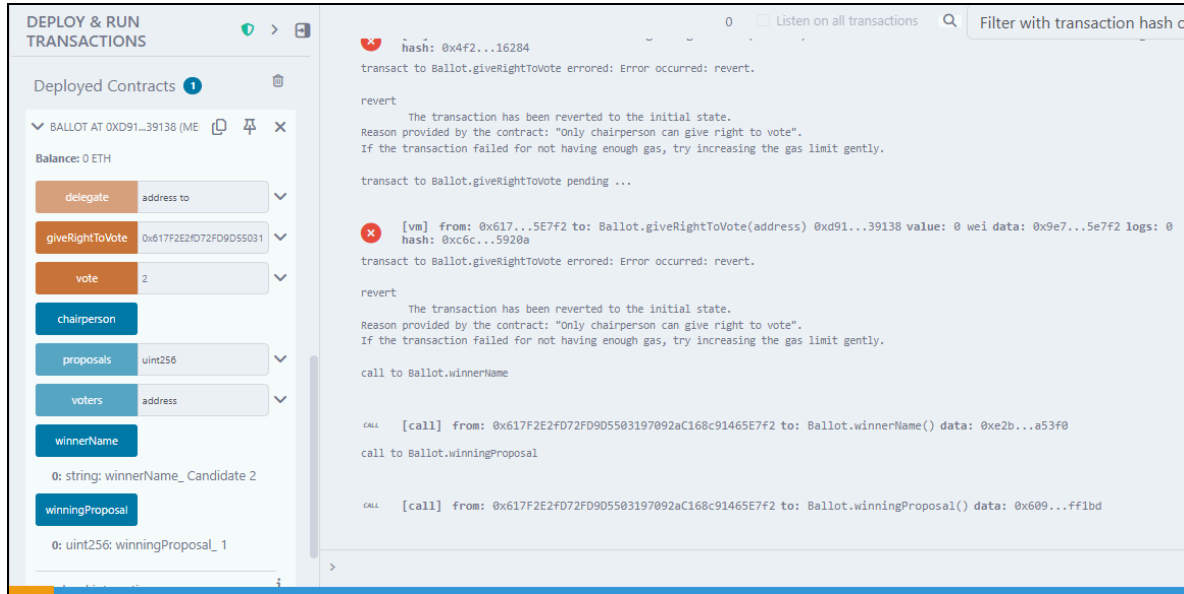 DEPLOY & RUN
TRANSACTIONS
Deployed Contracts 1
BALLOT AT 0XD91...39138 (ME
Balance: 0 ETH
delegate address to
giveRightToVote 0x617F2E2fD72FD9D55031
vote 2
chairperson
proposals uint256
voters address
winnerName
0: string: winnerName_ Candidate 2
winningProposal
0: uint256: winningProposal_ 1
0 Listen on all transactions Filter with transaction hash o
hash: 0x4f2...16284
transact to Ballot.giveRightToVote errored: Error occurred: revert.
revert
The transaction has been reverted to the initial state.
Reason provided by the contract: "Only chairperson can give right to vote".
If the transaction failed for not having enough gas, try increasing the gas limit gently.
transact to Ballot.giveRightToVote pending ...
[vm] from: 0x617...5E7f2 to: Ballot.giveRightToVote(address) 0xd91...39138 value: 0 wei data: 0x9e7...5e7f2 logs: 0
hash: 0xc6c...5920a
transact to Ballot.giveRightToVote errored: Error occurred: revert.
revert
The transaction has been reverted to the initial state.
Reason provided by the contract: "Only chairperson can give right to vote".
If the transaction failed for not having enough gas, try increasing the gas limit gently.
call to Ballot.winnerName
CALL [call] from: 0x617F2E2fD72FD9D5503197092aC168c91465E7f2 to: Ballot.winnerName() data: 0xe2b...a53f0
call to Ballot.winningProposal
CALL [call] from: 0x617F2E2fD72FD9D5503197092aC168c91465E7f2 to: Ballot.winningProposal() data: 0x609...ff1bd
>